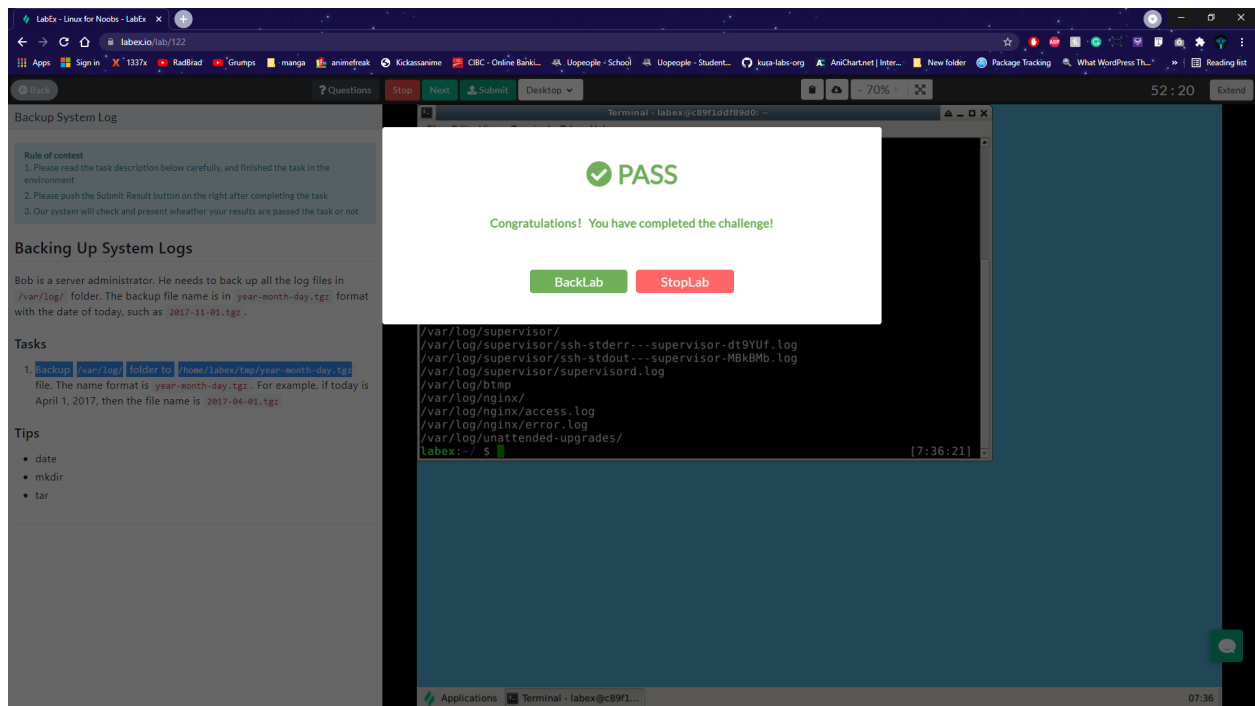 LabEx - Linux for Noobs - LabEx
labex.io/lab/122
Apps Sign in 1337x RadBrad Grumps manga animefreak Kickassanime CIBC - Online Banki... Uopeople - School Uopeople - Student... kura-labs-org AniChart.net | Inter... New folder Package Tracking What WordPress Th... » Reading list
Back ? Questions Stop Next Submit Desktop - 70% + 52 : 20 Extend
Backup System Log
Terminal - labex@c89f1ddf89d0: ~
Rule of contest
1. Please read the task description below carefully, and finished the task in the
environment
2. Please push the Submit Result button on the right after completing the task
3. Our system will check and present wheather your results are passed the task or not
Backing Up System Logs
Bob is a server administrator. He needs to back up all the log files in
/var/log/ folder. The backup file name is in year-month-day.tgz format
with the date of today, such as 2017-11-01.tgz .
Tasks
1. Backup /var/log/ folder to /home/labex/tmp/year-month-day.tgz
file. The name format is year-month-day.tgz . For example, if today is
April 1, 2017, then the file name is 2017-04-01.tgz
Tips
date
mkdir
tar
PASS
Congratulations! You have completed the challenge!
BackLab StopLab
/var/log/supervisor/
/var/log/supervisor/ssh-stderr---supervisor-dt9YUf.log
/var/log/supervisor/ssh-stdout---supervisor-MBkBMb.log
/var/log/supervisor/supervisord.log
/var/log/btmp
/var/log/nginx/
/var/log/nginx/access.log
/var/log/nginx/error.log
/var/log/unattended-upgrades/
labex:~/ $ [7:36:21]
Applications Terminal - labex@c89f1... 07:36